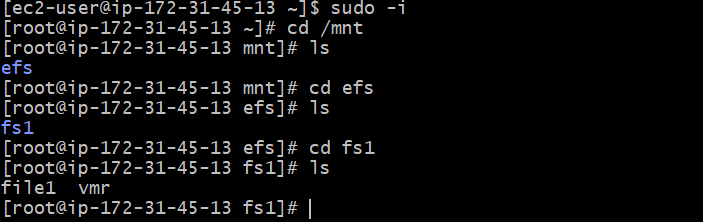 [ec2-user@ip-172-31-45-13 ~]$ sudo -i
[root@ip-172-31-45-13 ~]# cd /mnt
[root@ip-172-31-45-13 mnt]# ls
efs
[root@ip-172-31-45-13 mnt]# cd efs
[root@ip-172-31-45-13 efs]# ls
fs1
[root@ip-172-31-45-13 efs]# cd fs1
[root@ip-172-31-45-13 fs1]# ls
file1  vmr
[root@ip-172-31-45-13 fs1]#